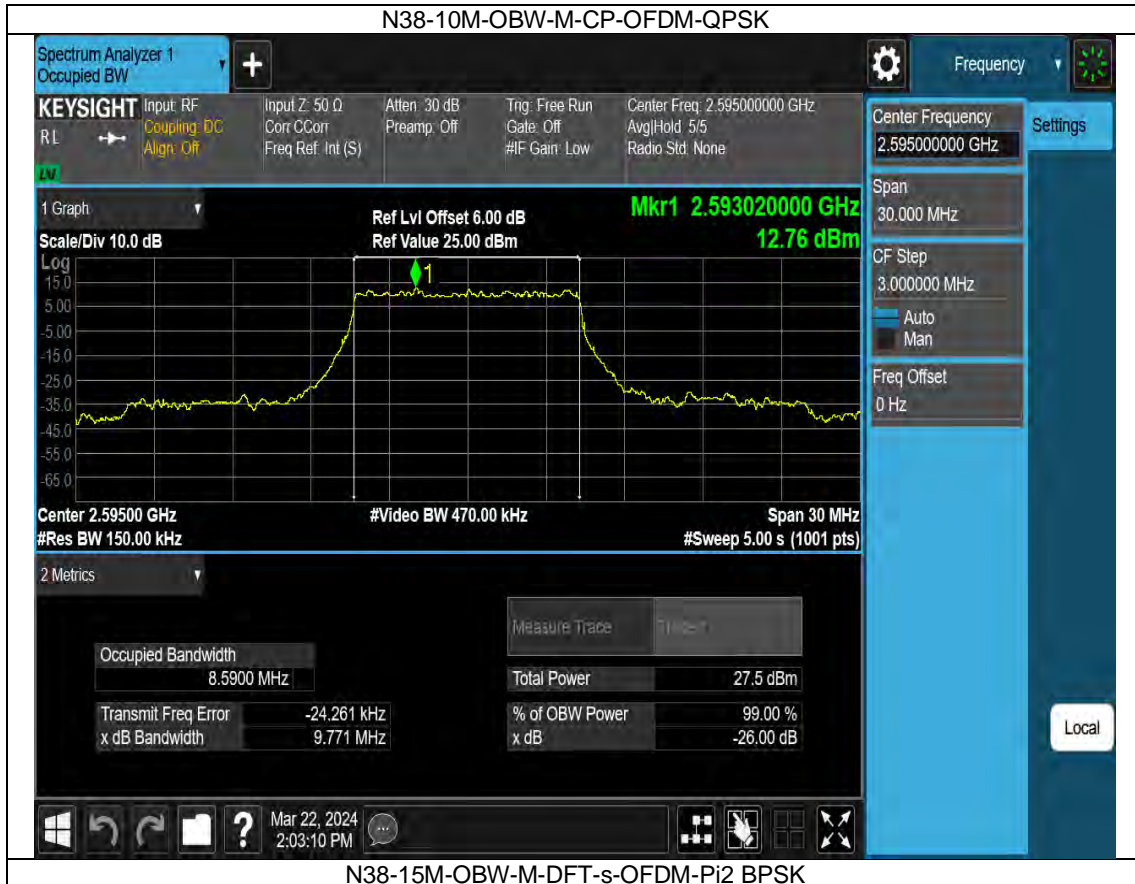 N38-10M-OBW-M-CP-OFDM-QPSK
Spectrum Analyzer 1
Occupied BW
+
Frequency
KEYSIGHT Input: RF Input Z: 50 Ω Atten: 30 dB Trig: Free Run Center Freq: 2.595000000 GHz
RL Coupling: DC Corr CCorr Preamp: Off Gate: Off Avg|Hold: 5/5
Align: Off Freq Ref: Int (S) #IF Gain: Low Radio Std: None
Center Frequency
2.595000000 GHz
Settings
Span
30.000 MHz
CF Step
3.000000 MHz
Auto
Man
Freq Offset
0 Hz
1 Graph
Ref Lvl Offset 6.00 dB Mkr1 2.593020000 GHz
Scale/Div 10.0 dB Ref Value 25.00 dBm 12.76 dBm
Log
1
15.0
5.00
-5.00
-15.0
-25.0
-35.0
-45.0
-55.0
-65.0
Center 2.59500 GHz #Video BW 470.00 kHz Span 30 MHz
#Res BW 150.00 kHz #Sweep 5.00 s (1001 pts)
2 Metrics
Measure Trace
Occupied Bandwidth
8.5900 MHz
Total Power 27.5 dBm
Transmit Freq Error -24.261 kHz % of OBW Power 99.00 %
x dB Bandwidth 9.771 MHz x dB -26.00 dB
Local
? Mar 22, 2024
2:03:10 PM
N38-15M-OBW-M-DFT-s-OFDM-Pi2 BPSK